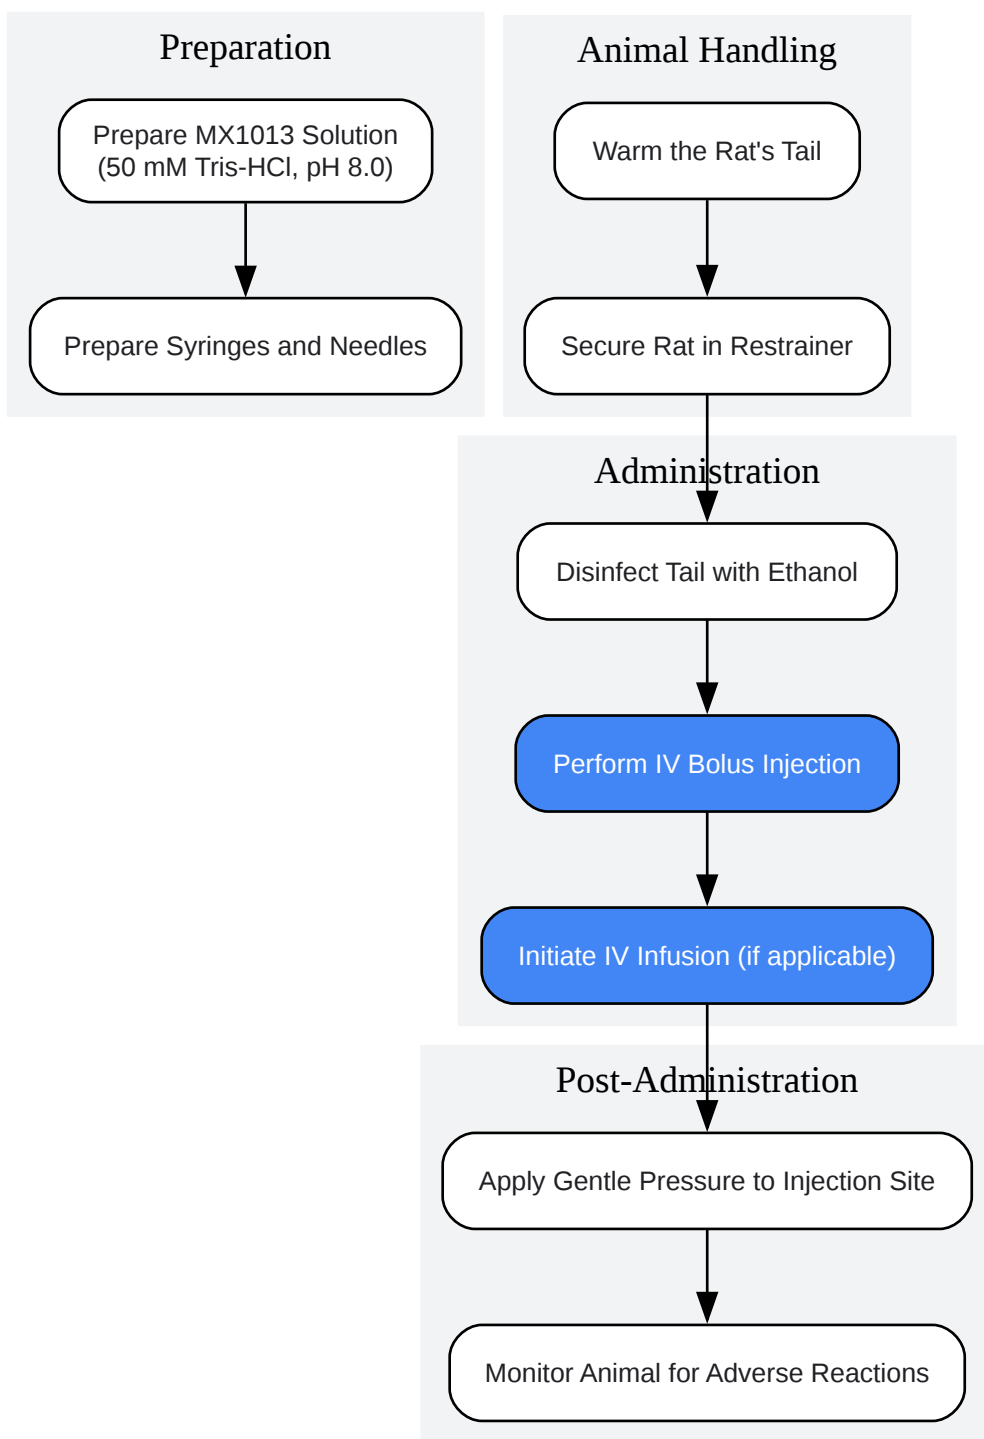 Preparation
Prepare MX1013 Solution
(50 mM Tris-HCl, pH 8.0)
Prepare Syringes and Needles
Animal Handling
Warm the Rat's Tail
Secure Rat in Restrainer
Administration
Disinfect Tail with Ethanol
Perform IV Bolus Injection
Initiate IV Infusion (if applicable)
Post-Administration
Apply Gentle Pressure to Injection Site
Monitor Animal for Adverse Reactions